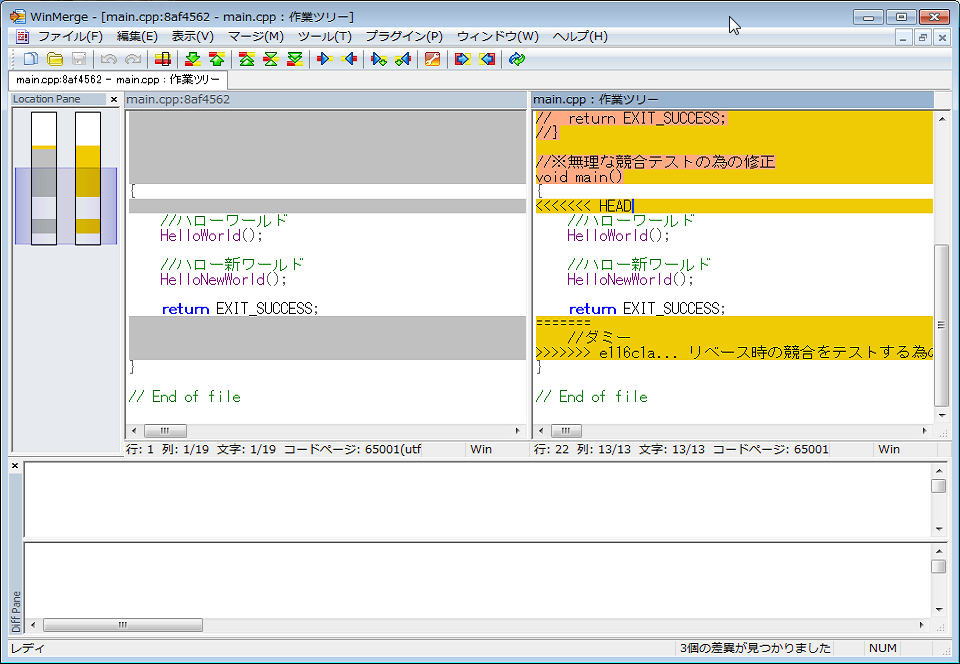 WinMerge - [main.cpp:8af4562 - main.cpp : 作業ツリー]
ファイル(F) 編集(E) 表示(V) マージ(M) ツール(T) プラグイン(P) ウィンドウ(W) ヘルプ(H)
main.cpp:8af4562 - main.cpp : 作業ツリー
Location Pane
main.cpp:8af4562
{
//ハローワールド
HelloWorld();
//ハロー新ワールド
HelloNewWorld();
return EXIT_SUCCESS;
}
// End of file
行: 1 列: 1/19 文字: 1/19 コードページ: 65001(utf
Win
main.cpp : 作業ツリー
// return EXIT_SUCCESS;
//}
//※無理な競合テストの為の修正
void main()
{
<<<<<<< HEAD
//ハローワールド
HelloWorld();
//ハロー新ワールド
HelloNewWorld();
return EXIT_SUCCESS;
=======
//ダミー
>>>>>>> e116c1a... リベース時の競合をテストする為の
}
// End of file
行: 22 列: 13/13 文字: 13/13 コードページ: 65001
Win
Diff Pane
レディ
3個の差異が見つかりました
NUM